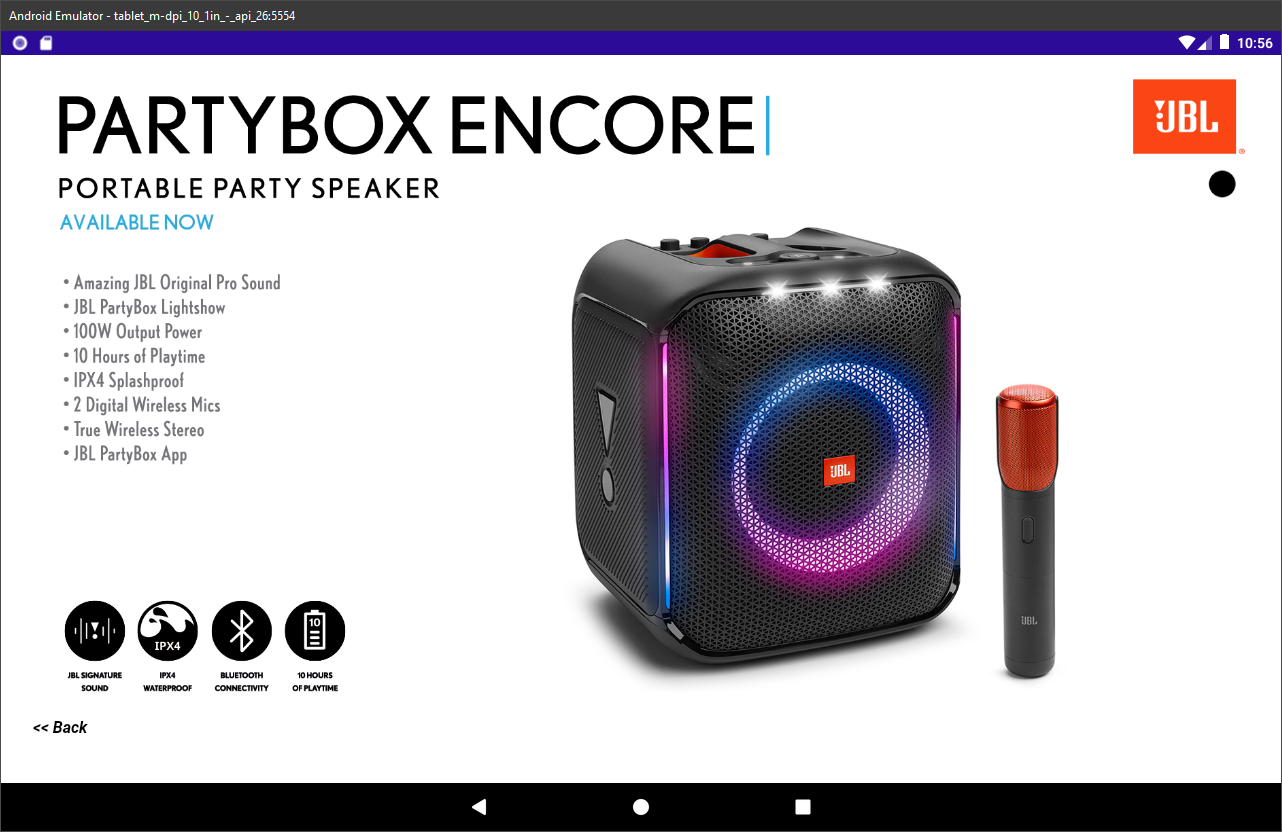 Android Emulator - tablet_m-dpi_10_1in_-_api_26:5554
10:56
PARTYBOX ENCORE
JBL
®
PORTABLE PARTY SPEAKER
AVAILABLE NOW
• Amazing JBL Original Pro Sound
• JBL PartyBox Lightshow
• 100W Output Power
• 10 Hours of Playtime
• IPX4 Splashproof
• 2 Digital Wireless Mics
• True Wireless Stereo
• JBL PartyBox App
JBL
JBL
IPX4
10
JBL SIGNATURE
SOUND
IPX4
WATERPROOF
BLUETOOTH
CONNECTIVITY
10 HOURS
OF PLAYTIME
<< Back